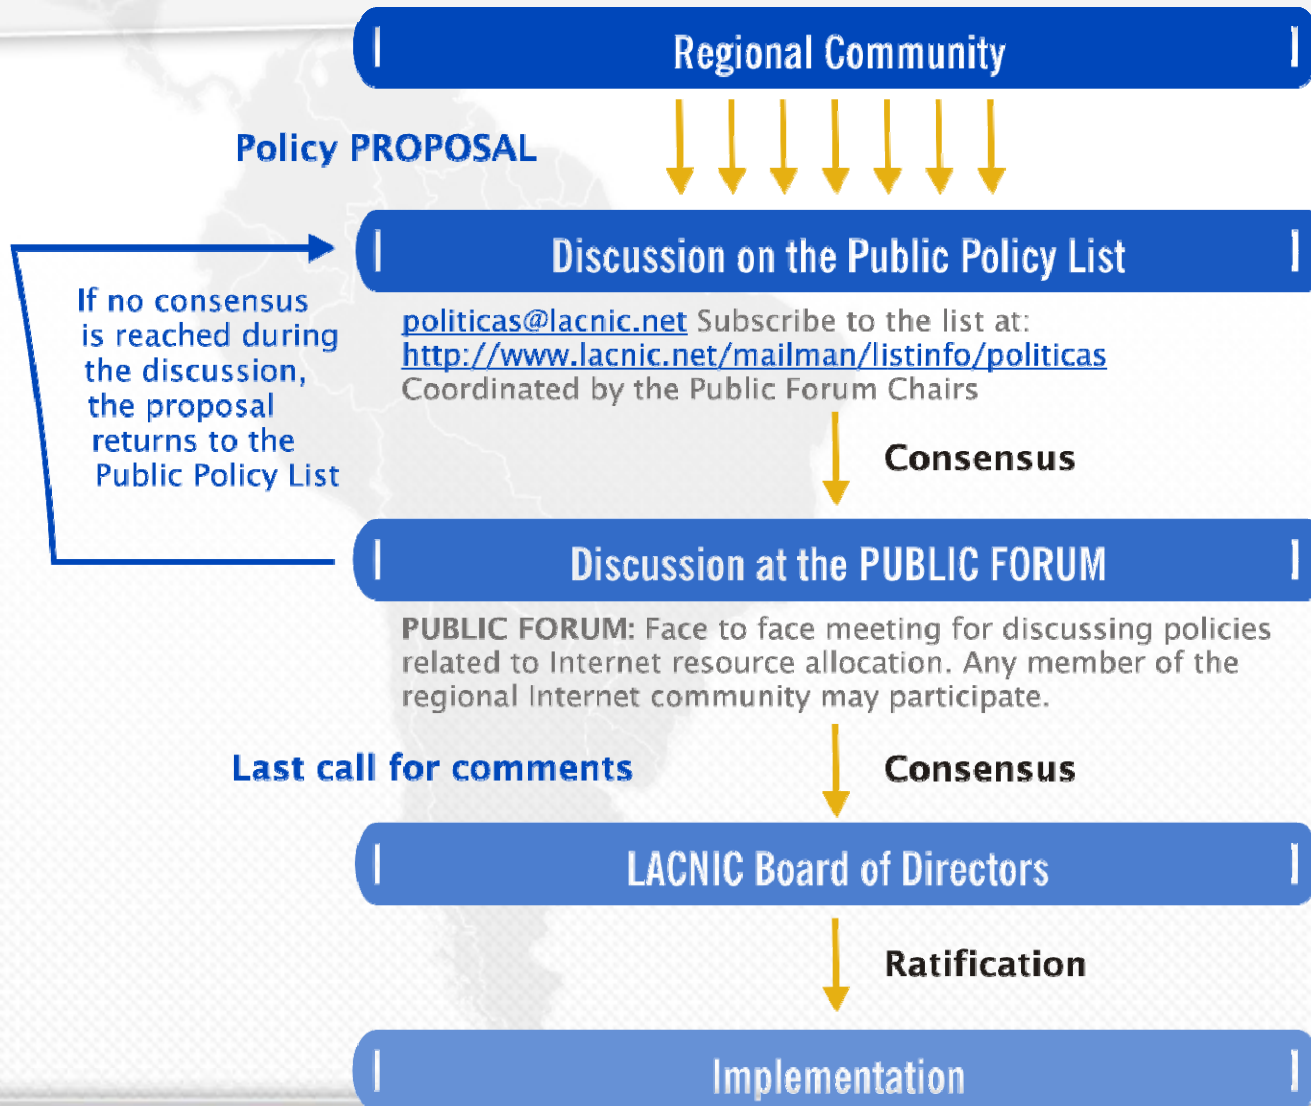 Regional Community
Policy PROPOSAL
Discussion on the Public Policy List
If no consensus
is reached during
the discussion,
the proposal
returns to the
Public Policy List
politicas@lacnic.net Subscribe to the list at:
http://www.lacnic.net/mailman/listinfo/politicas
Coordinated by the Public Forum Chairs
Consensus
Discussion at the PUBLIC FORUM
PUBLIC FORUM: Face to face meeting for discussing policies
related to Internet resource allocation. Any member of the
regional Internet community may participate.
Last call for comments
Consensus
LACNIC Board of Directors
Ratification
Implementation